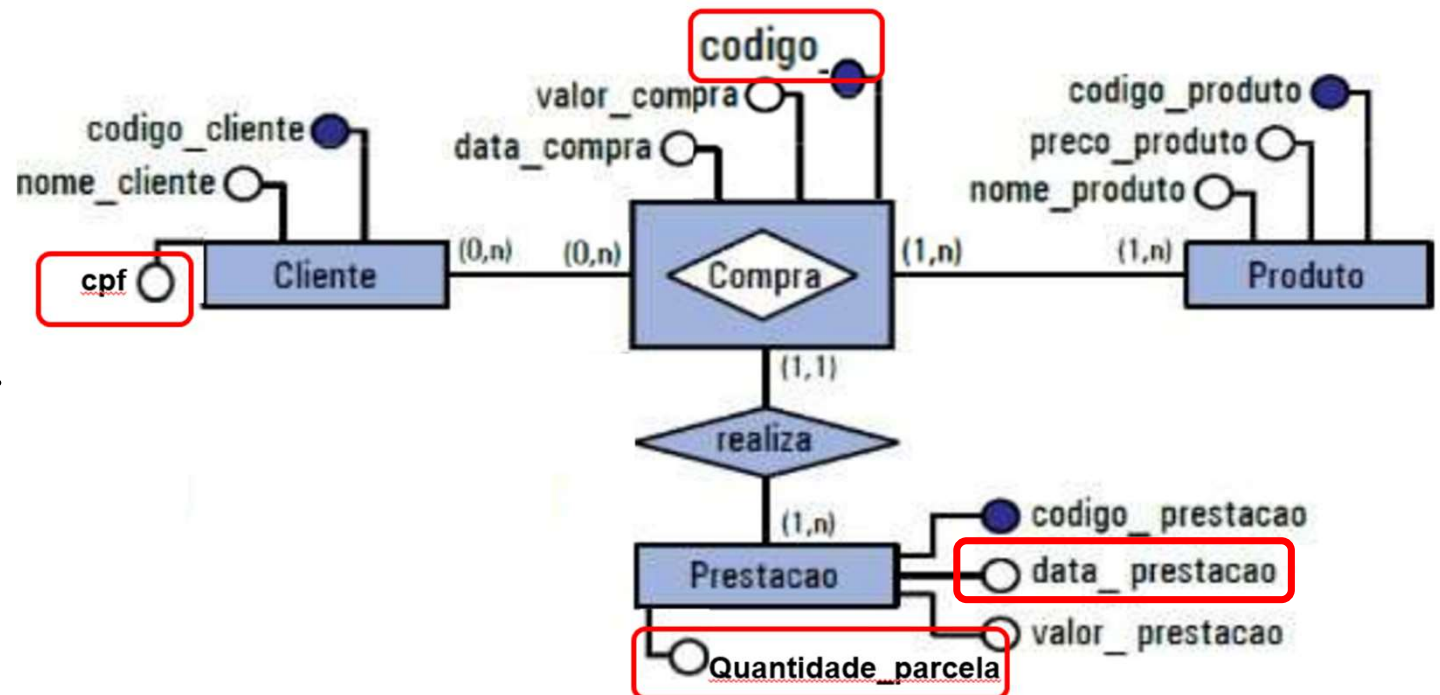 codigo_
valor_compra
data_compra
codigo_cliente
nome_cliente
cpf
codigo_produto
preco_produto
nome_produto
Cliente
(0,n)
(0,n)
Compra
(1,n)
(1,n)
Produto
(1,1)
realiza
(1,n)
Prestacao
codigo_ prestacao
data_ prestacao
valor_ prestacao
Quantidade_parcela